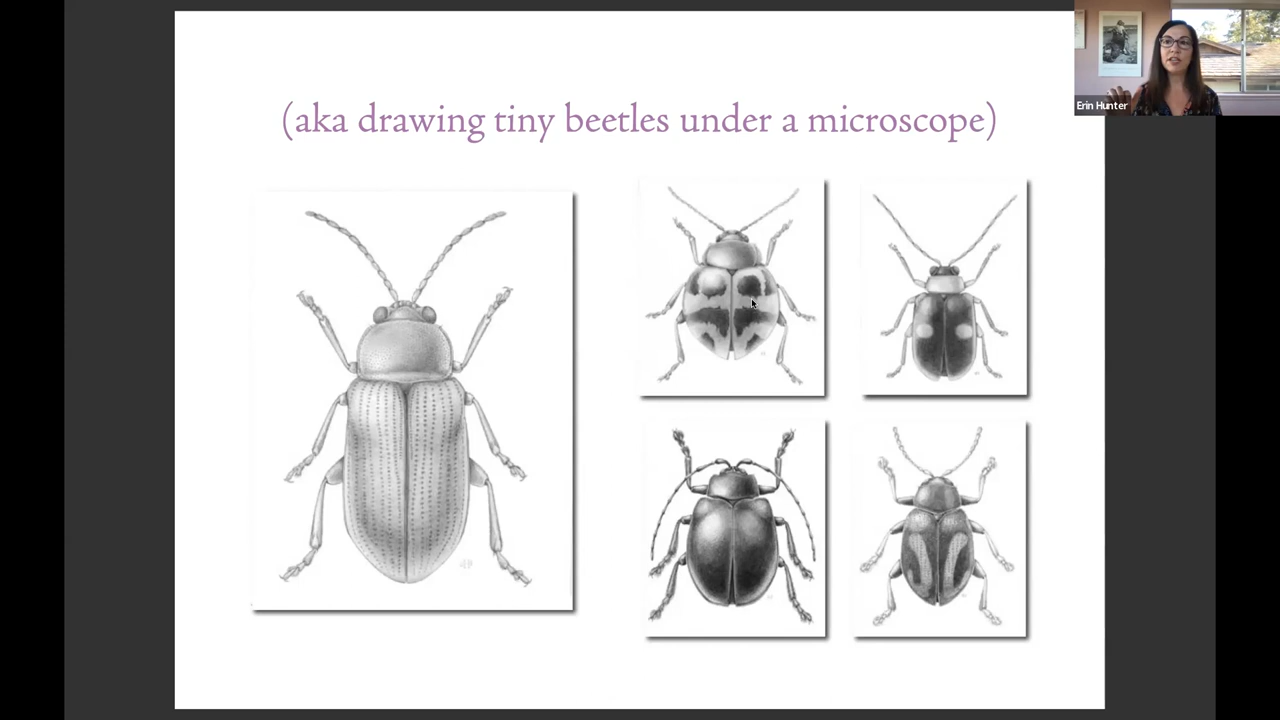 (aka drawing tiny beetles under a microscope)
Erin Hunter